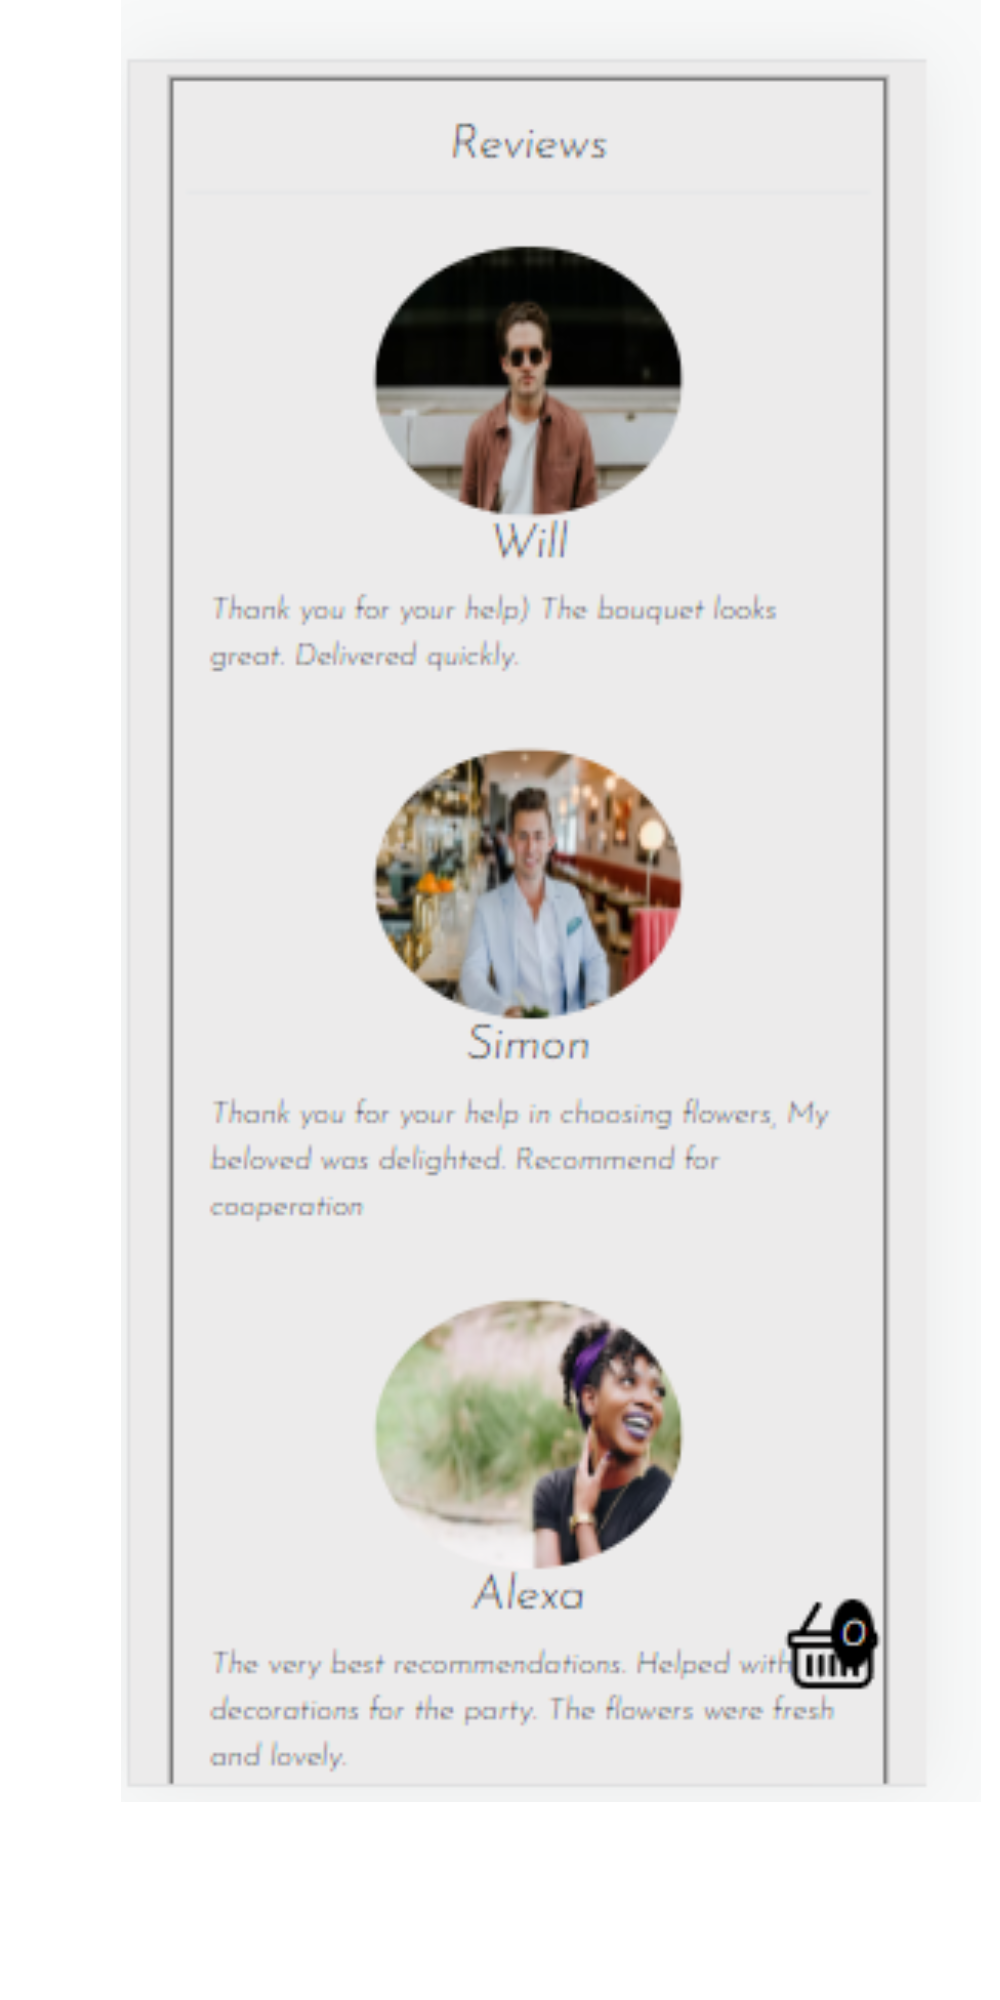 Reviews
Will
Thank you for your help) The bouquet looks
great. Delivered quickly.
Simon
Thank you for your help in choosing flowers, My
beloved was delighted. Recommend for
cooperation
Alexa
0
The very best recommendations. Helped with
decorations for the party. The flowers were fresh
and lovely.